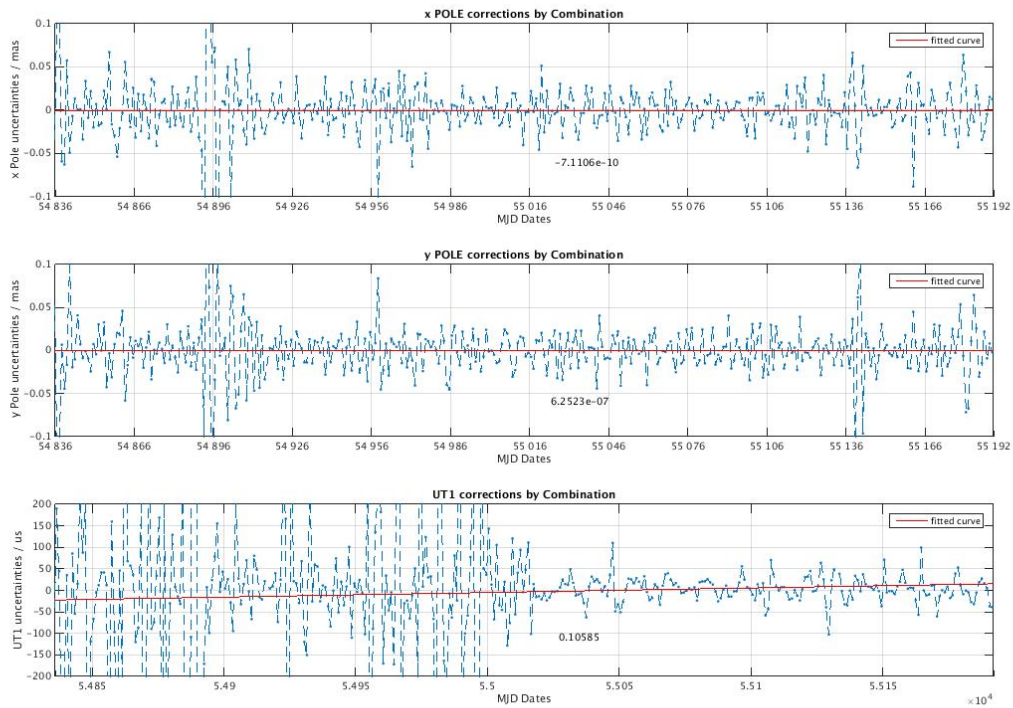 x POLE corrections by Combination
x Pole uncertainties / mas
0.1
0.05
0
-0.05
-0.1
fitted curve
-7.1106e-10
54 836 54 866 54 896 54 926 54 956 54 986 55 016 55 046 55 076 55 106 55 136 55 166 55 192
MJD Dates
y POLE corrections by Combination
y Pole uncertainties / mas
0.1
0.05
0
-0.05
-0.1
fitted curve
6.2523e-07
54 836 54 866 54 896 54 926 54 956 54 986 55 016 55 046 55 076 55 106 55 136 55 166 55 192
MJD Dates
UT1 corrections by Combination
UT1 uncertainties / us
200
150
100
50
0
-50
-100
-150
-200
fitted curve
0.10585
5.485 5.49 5.495 5.5 5.505 5.51 5.515
MJD Dates
×10⁴